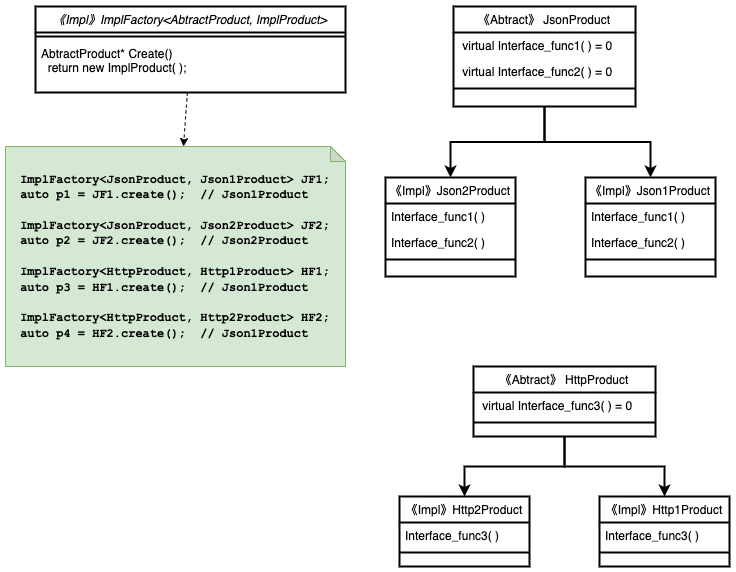 《Impl》ImplFactory<AbtractProduct, ImplProduct>
AbtractProduct* Create()
return new ImplProduct( );
ImplFactory<JsonProduct, Json1Product> JF1;
auto p1 = JF1.create();  // Json1Product
ImplFactory<JsonProduct, Json2Product> JF2;
auto p2 = JF2.create();  // Json2Product
ImplFactory<HttpProduct, Http1Product> HF1;
auto p3 = HF1.create();  // Json1Product
ImplFactory<HttpProduct, Http2Product> HF2;
auto p4 = HF2.create();  // Json1Product
《Abtract》 JsonProduct
virtual Interface_func1( ) = 0
virtual Interface_func2( ) = 0
《Impl》Json2Product
Interface_func1( )
Interface_func2( )
《Impl》Json1Product
Interface_func1( )
Interface_func2( )
《Abtract》 HttpProduct
virtual Interface_func3( ) = 0
《Impl》Http2Product
Interface_func3( )
《Impl》Http1Product
Interface_func3( )